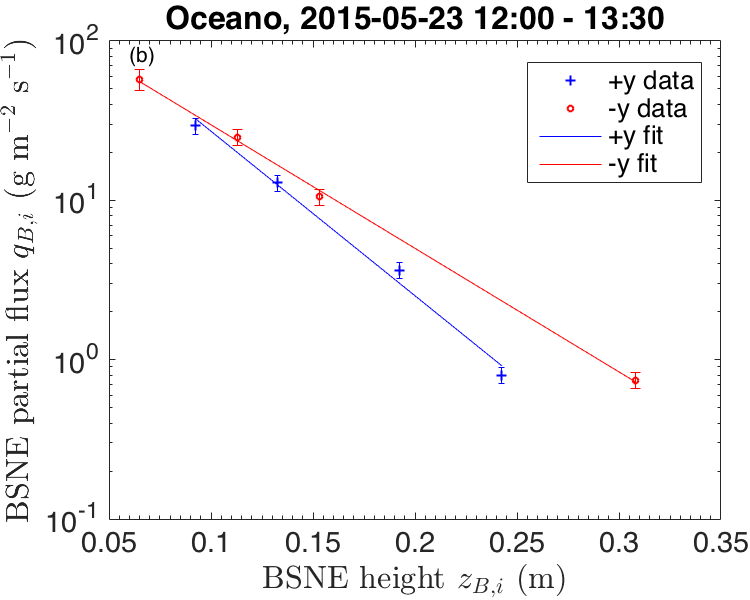 Oceano, 2015-05-23 12:00 - 13:30
(b)
+y data
-y data
+y fit
-y fit
10^2
10^1
10^0
10^-1
BSNE partial flux q_{B,i} (g m^{-2} s^{-1})
0.05 0.1 0.15 0.2 0.25 0.3 0.35
BSNE height z_{B,i} (m)